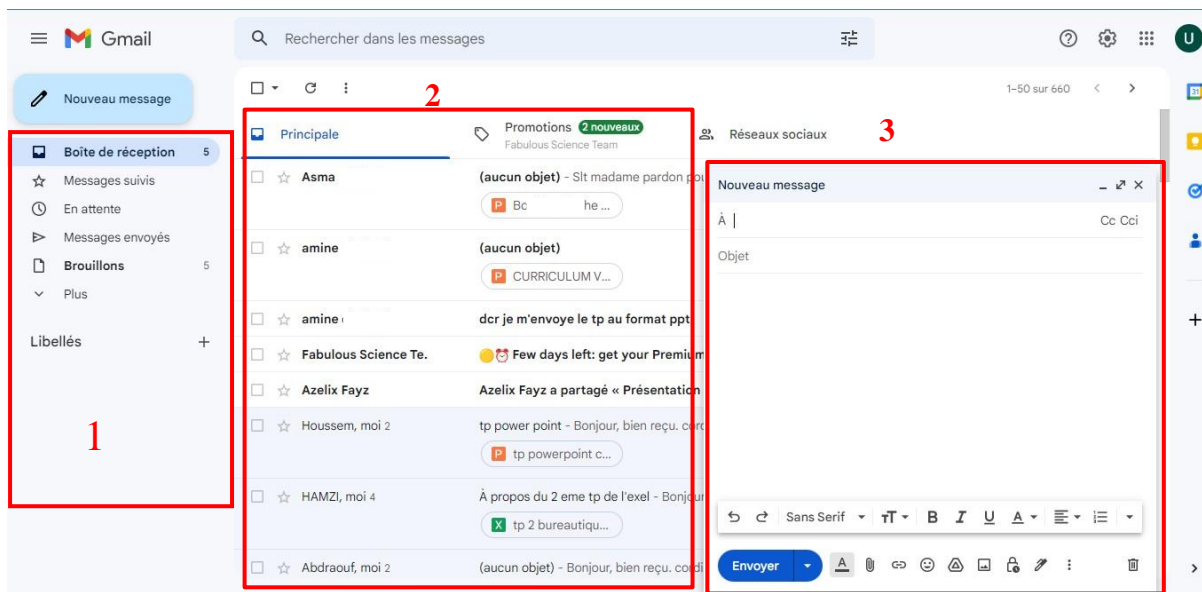 Gmail
Rechercher dans les messages
U
Nouveau message
1–50 sur 660
2
3
Principale
Promotions 2 nouveaux
Fabulous Science Team
Réseaux sociaux
Boîte de réception 5
Messages suivis
En attente
Messages envoyés
Brouillons 5
Plus
Libellés +
1
Asma (aucun objet) - Slt madame pardon
P he ...
amine (aucun objet)
P CURRICULUM V...
amine dcr je m'envoye le tp au format ppt
Fabulous Science Te. Few days left: get your Premium
Azelix Fayz Azelix Fayz a partagé « Présentation
Houssem, moi 2 tp power point - Bonjour, bien reçu.
P tp powerpoint c...
HAMZI, moi 4 À propos du 2 eme tp de l'exel -
X tp 2 bureautiqu...
Abdraouf, moi 2 (aucun objet) - Bonjour, bien reçu.
Nouveau message
À Cc Cci
Objet
Sans Serif B I U A
Envoyer A
31